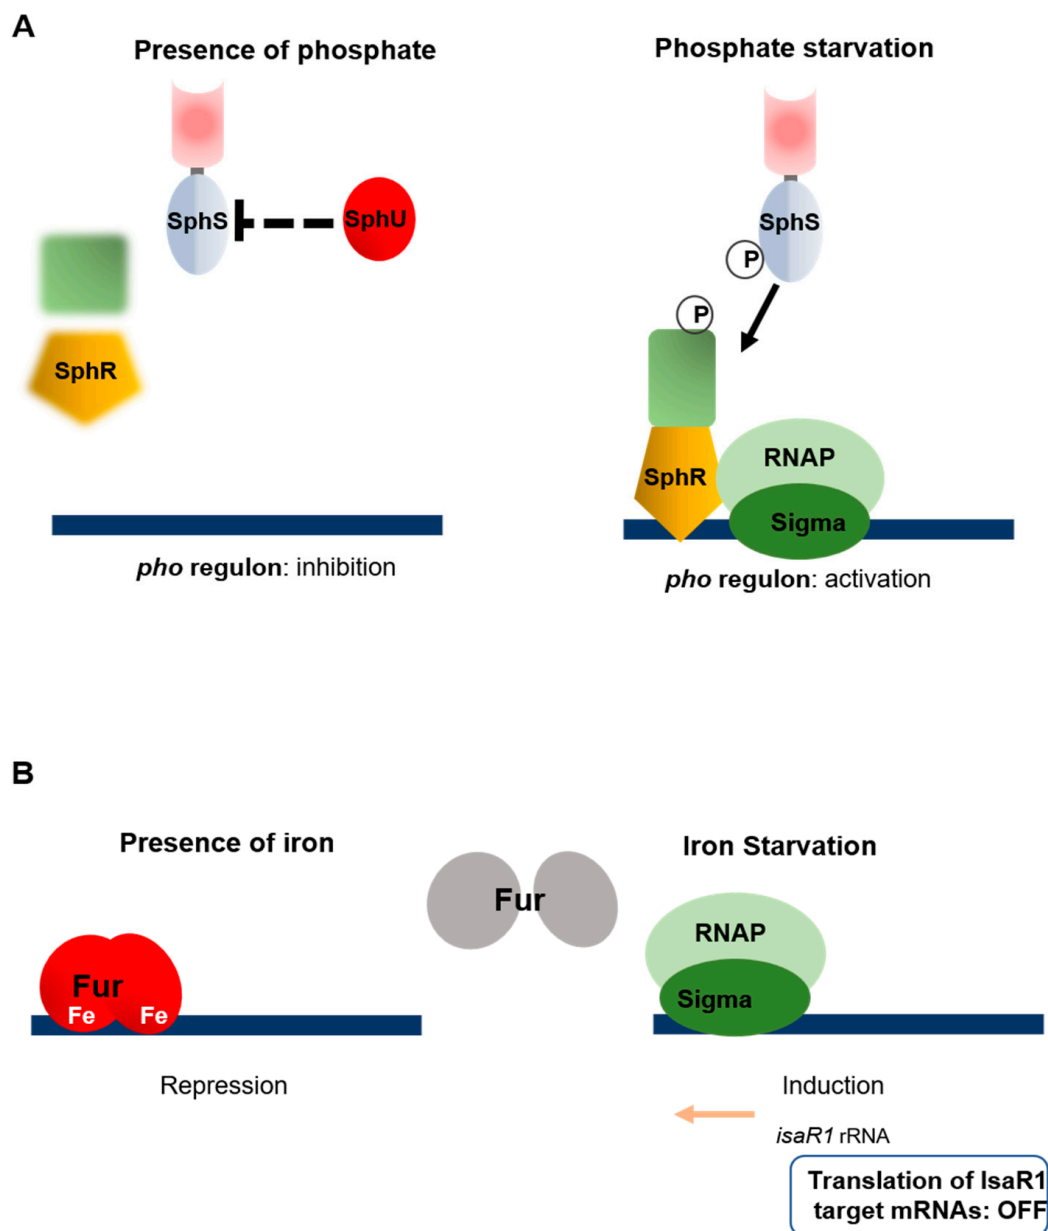 A
Presence of phosphate
Phosphate starvation
SphS
SphU
SphR
SphS
P
P
SphR
RNAP
Sigma
pho regulon: inhibition
pho regulon: activation
B
Presence of iron
Iron Starvation
Fur
Fur
Fe
Fe
RNAP
Sigma
Repression
Induction
isaR1 rRNA
Translation of IsaR1
target mRNAs: OFF